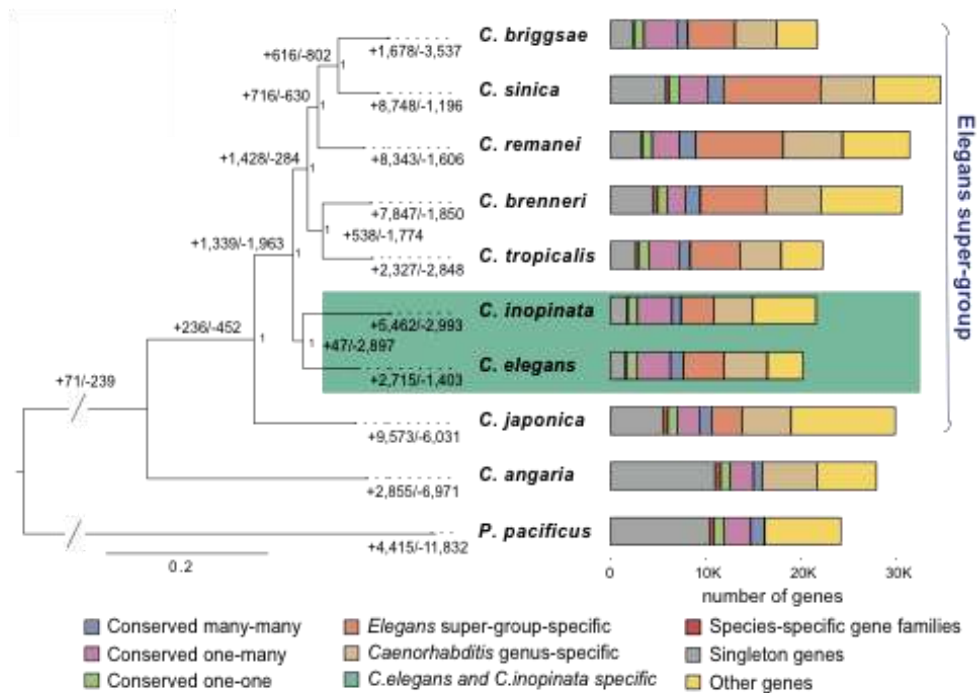 C. briggsae
+1,678/-3,537
+616/-802
1
C. sinica
+8,748/-1,196
+716/-630
1
C. remanei
+8,343/-1,606
+1,428/-284
1
C. brenneri
+7,847/-1,850
+538/-1,774
1
C. tropicalis
+2,327/-2,848
+1,339/-1,963
1
C. inopinata
+5,462/-2,993
+47/-2,897
1
C. elegans
+2,715/-1,403
+236/-452
1
C. japonica
+9,573/-6,031
+71/-239
C. angaria
+2,855/-6,971
P. pacificus
+4,415/-11,832
Elegans super-group
0.2
0 10K 20K 30K
number of genes
Conserved many-many
Conserved one-many
Conserved one-one
Elegans super-group-specific
Caenorhabditis genus-specific
C.elegans and C.inopinata specific
Species-specific gene families
Singleton genes
Other genes